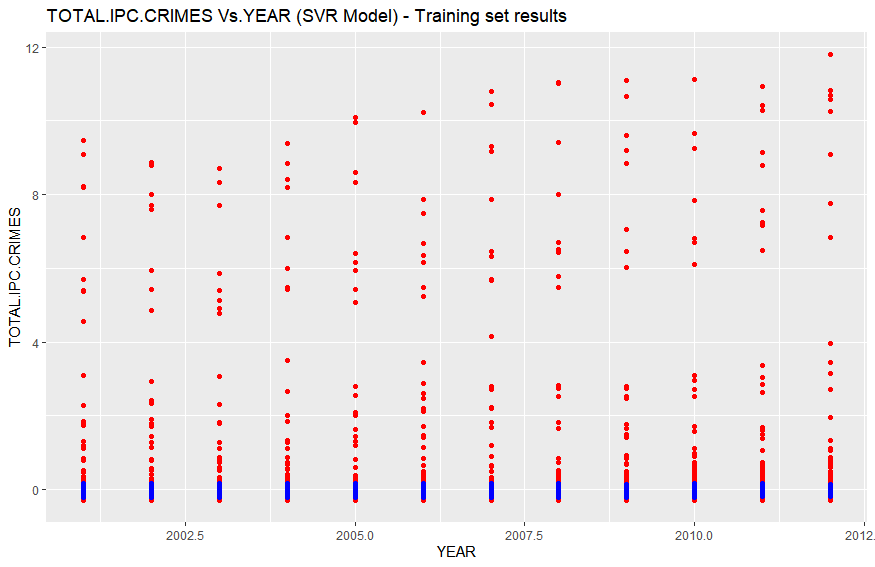 TOTAL.IPC.CRIMES Vs.YEAR (SVR Model) - Training set results
12
8
4
0
TOTAL.IPC.CRIMES
2002.5 2005.0 2007.5 2010.0 2012.
YEAR